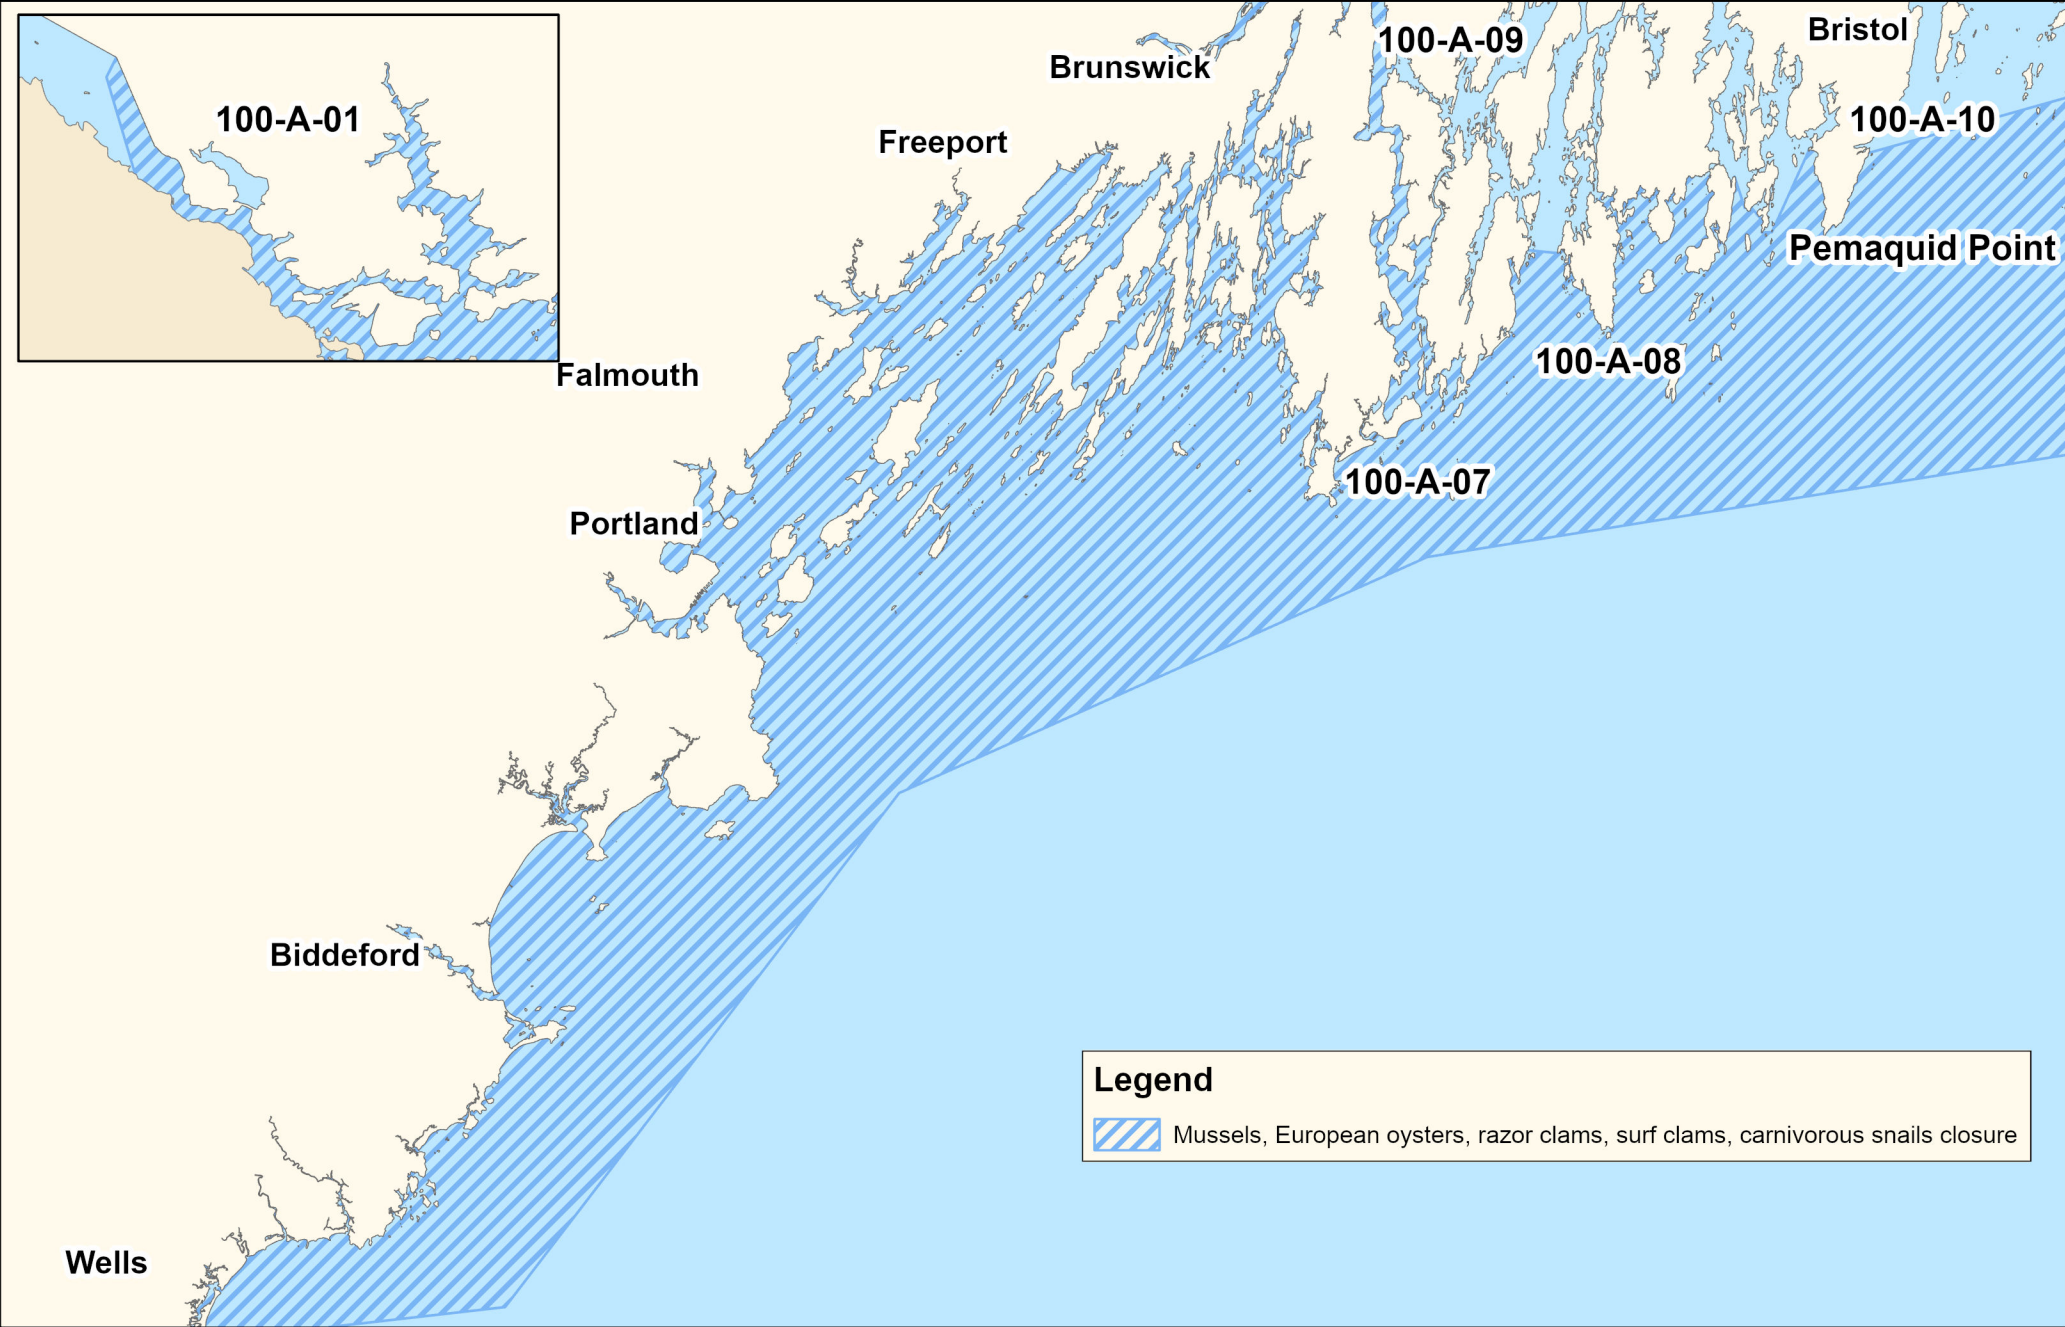 100-A-01
Brunswick
100-A-09
Bristol
Freeport
100-A-10
Pemaquid Point
Falmouth
100-A-08
100-A-07
Portland
Biddeford
Wells
Legend
Mussels, European oysters, razor clams, surf clams, carnivorous snails closure